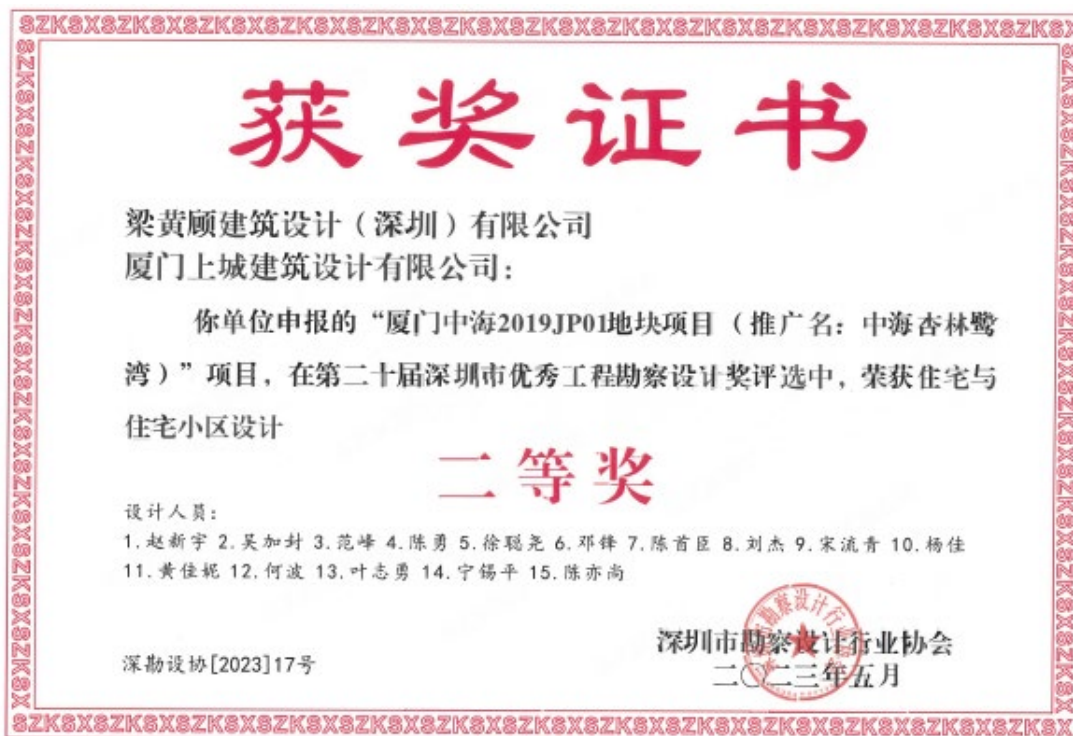 获奖证书
梁黄顾建筑设计（深圳）有限公司
厦门上城建筑设计有限公司：
你单位申报的“厦门中海2019JP01地块项目（推广名：中海杏林鹭
湾）”项目，在第二十届深圳市优秀工程勘察设计奖评选中，荣获住宅与
住宅小区设计
二等奖
设计人员：
1.赵新宇 2.吴加封 3.范峰 4.陈勇 5.徐聪尧 6.邓锋 7.陈首臣 8.刘杰 9.宋流青 10.杨佳
11.黄佳妮 12.何波 13.叶志勇 14.宁锡平 15.陈亦尚
深圳市勘察设计行业协会
深勘设协[2023]17号
二〇二三年五月